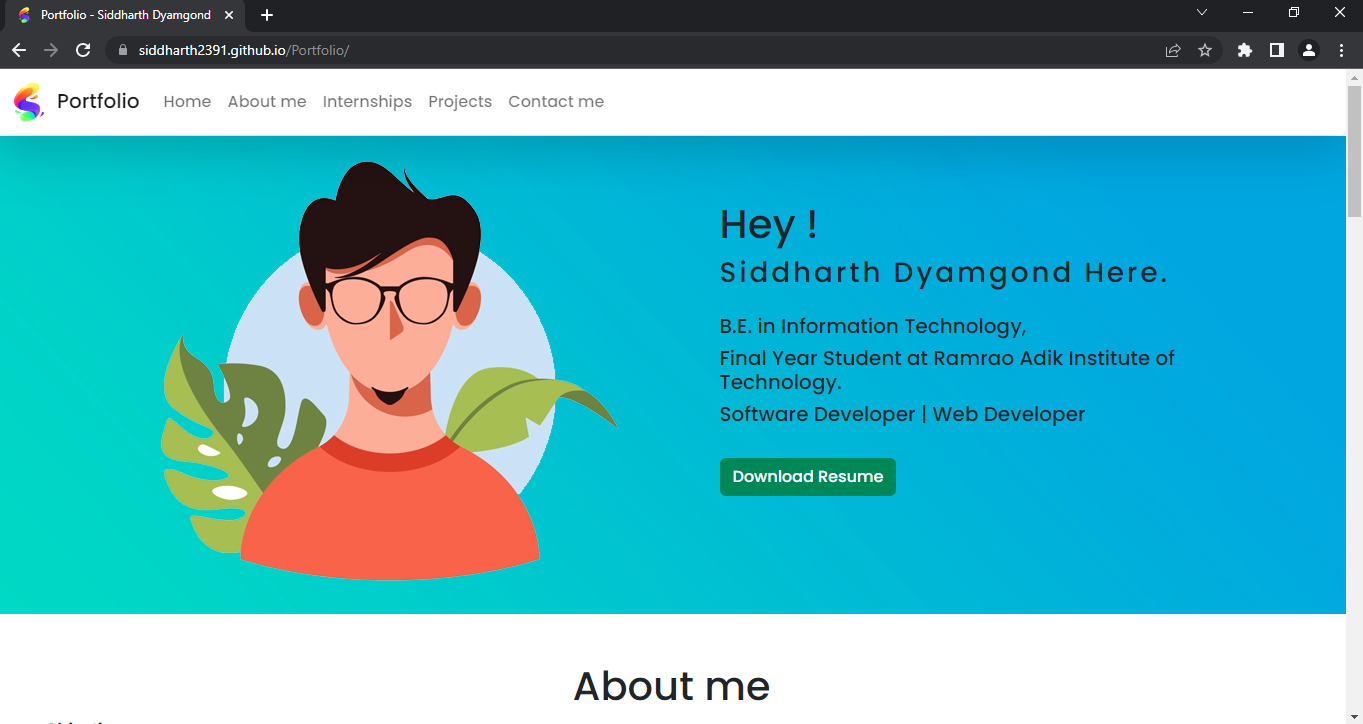 Portfolio - Siddharth Dyamgond
siddharth2391.github.io/Portfolio/
Portfolio Home About me Internships Projects Contact me
Hey !
Siddharth Dyamgond Here.
B.E. in Information Technology,
Final Year Student at Ramrao Adik Institute of
Technology.
Software Developer | Web Developer
Download Resume
About me